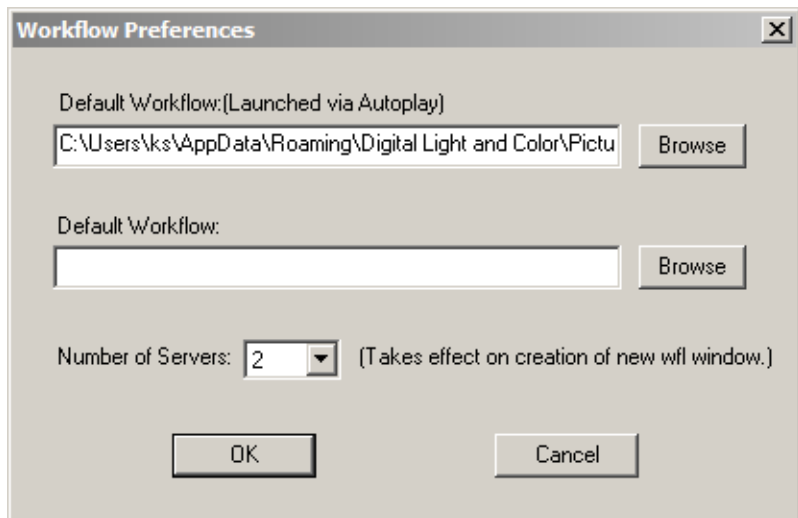 Workflow Preferences
Default Workflow:(Launched via Autoplay)
C:\Users\ks\AppData\Roaming\Digital Light and Color\Pictu
Browse
Default Workflow:
Browse
Number of Servers: 2 (Takes effect on creation of new wfl window.)
OK Cancel